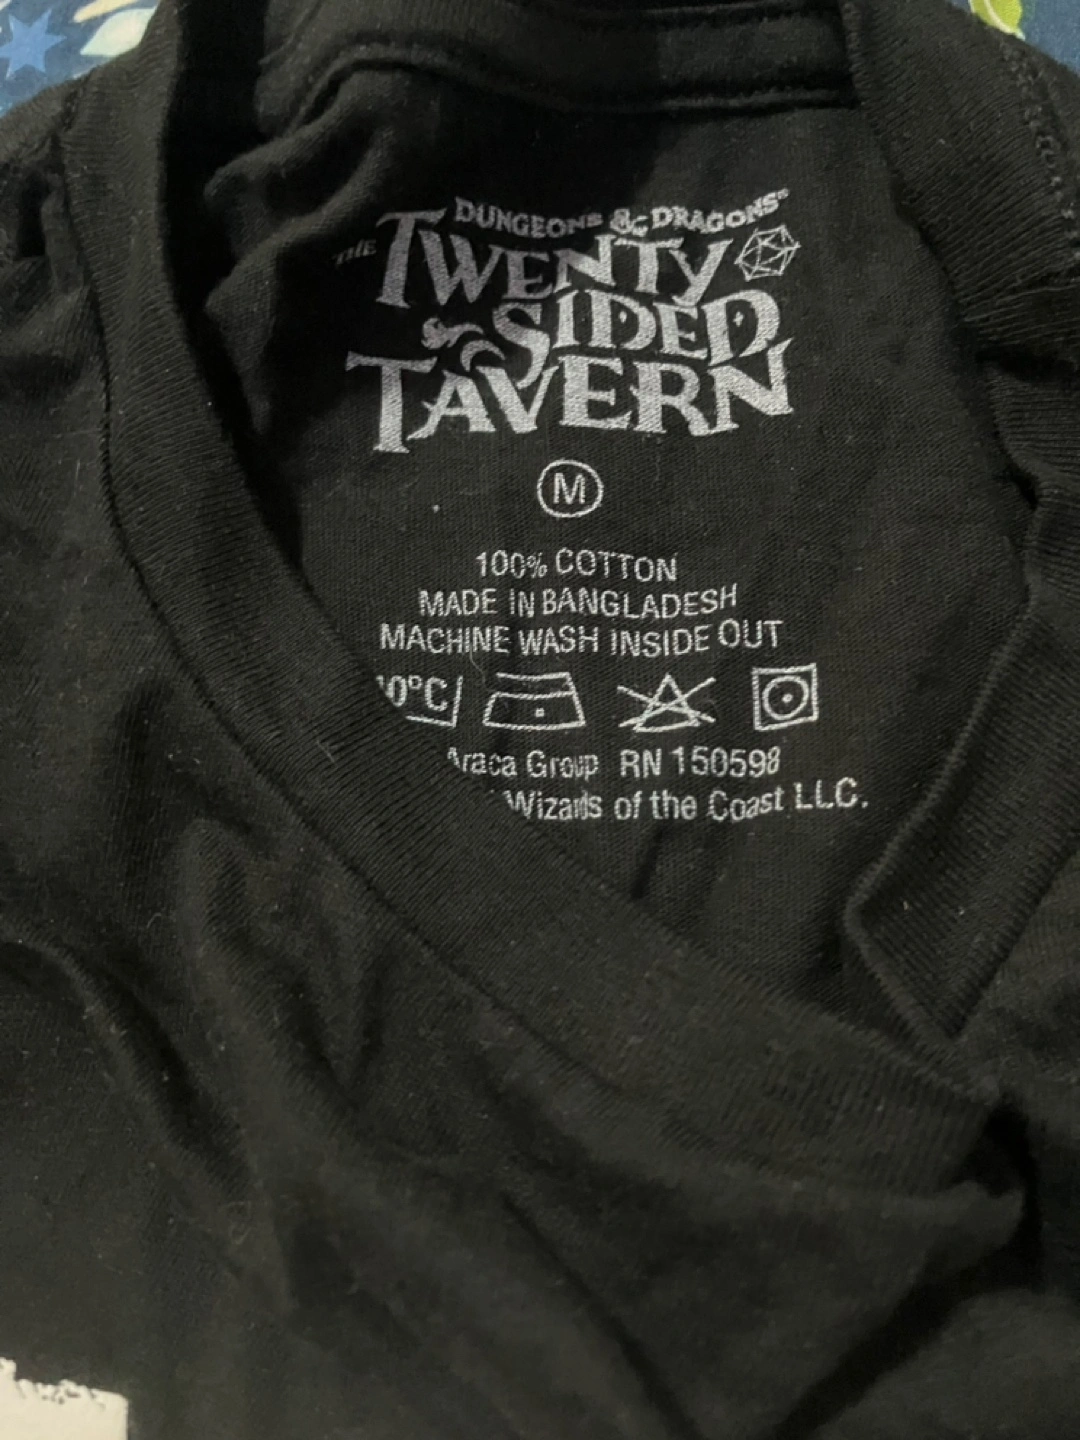 DUNGEONS & DRAGONS®
THE TWENTY
SIDED
TAVERN
M
100% COTTON
MADE IN BANGLADESH
MACHINE WASH INSIDE OUT
0°C
Araca Group RN 150598
Wizards of the Coast LLC.